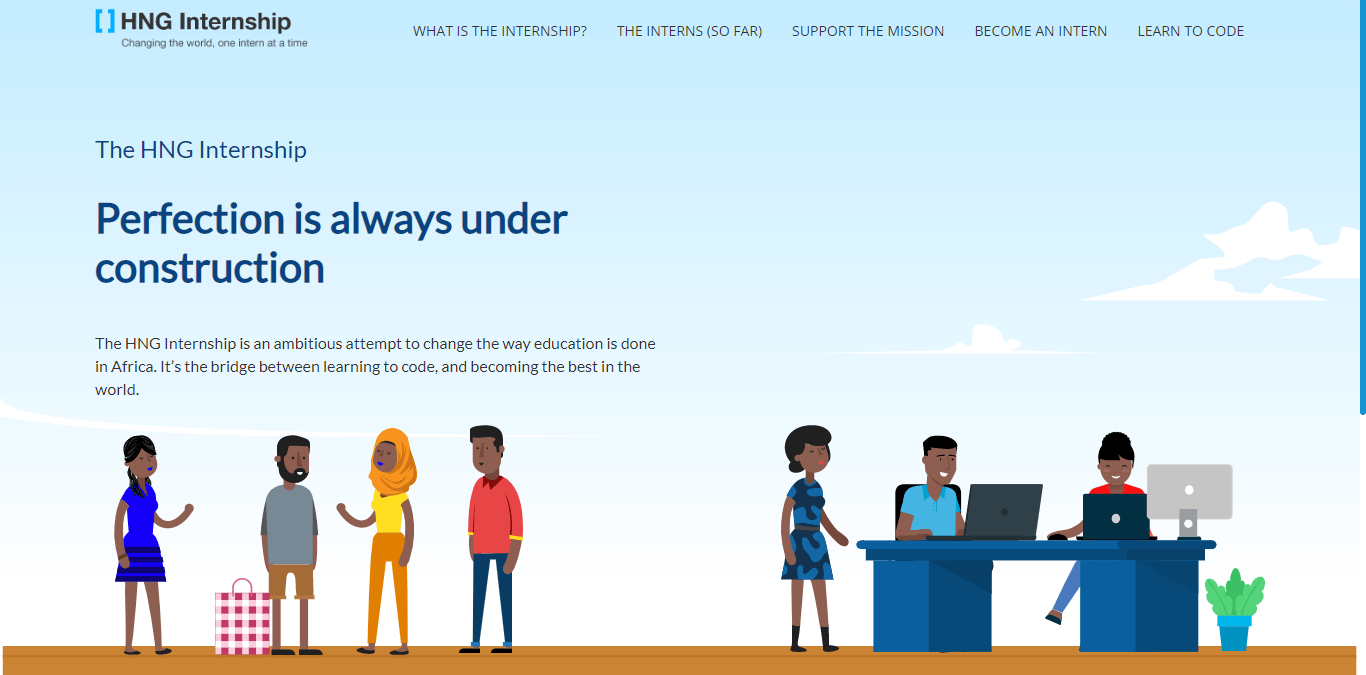 HNG Internship
Changing the world, one intern at a time
WHAT IS THE INTERNSHIP? THE INTERNS (SO FAR) SUPPORT THE MISSION BECOME AN INTERN LEARN TO CODE
The HNG Internship
Perfection is always under
construction
The HNG Internship is an ambitious attempt to change the way education is done
in Africa. It’s the bridge between learning to code, and becoming the best in the
world.